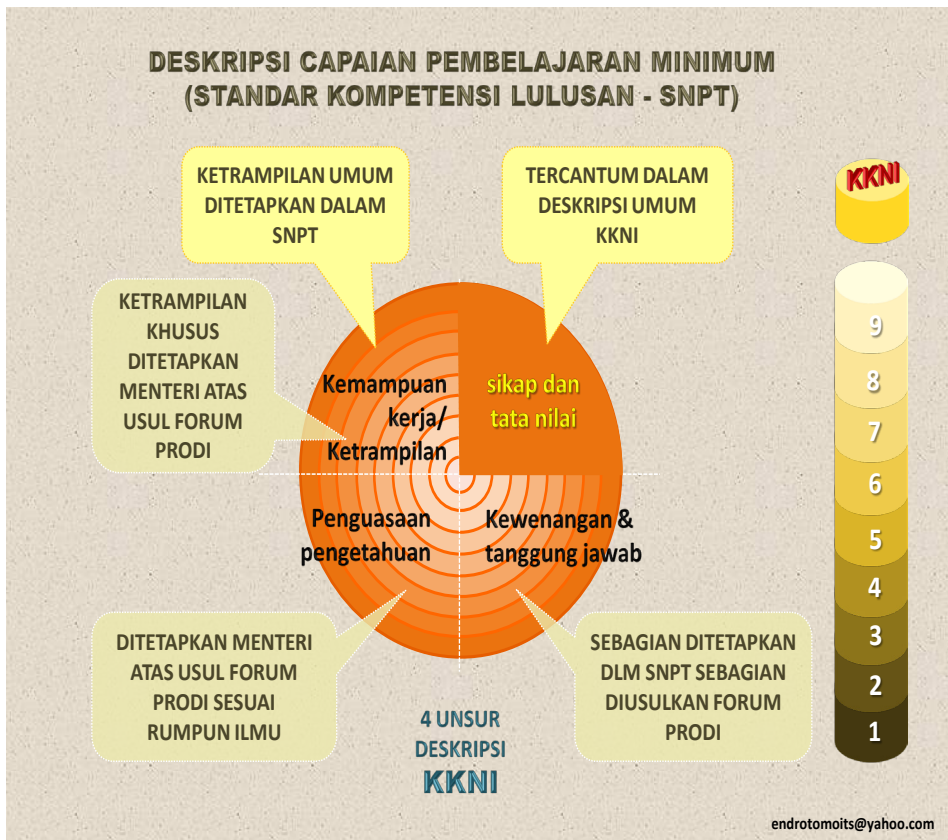 DESKRIPSI CAPAIAN PEMBELAJARAN MINIMUM
(STANDAR KOMPETENSI LULUSAN - SNPT)
KETRAMPILAN UMUM
DITETAPKAN DALAM
SNPT
TERCANTUM DALAM
DESKRIPSI UMUM
KKNI
KKNI
KETRAMPILAN
KHUSUS
DITETAPKAN
MENTERI ATAS
USUL FORUM
PRODI
Kemampuan
kerja/
Ketrampilan
sikap dan
tata nilai
Penguasaan
pengetahuan
Kewenangan &
tanggung jawab
DITETAPKAN MENTERI
ATAS USUL FORUM
PRODI SESUAI
RUMPUN ILMU
SEBAGIAN DITETAPKAN
DLM SNPT SEBAGIAN
DIUSULKAN FORUM
PRODI
4 UNSUR
DESKRIPSI
KKNI
9
8
7
6
5
4
3
2
1
endrotomoits@yahoo.com